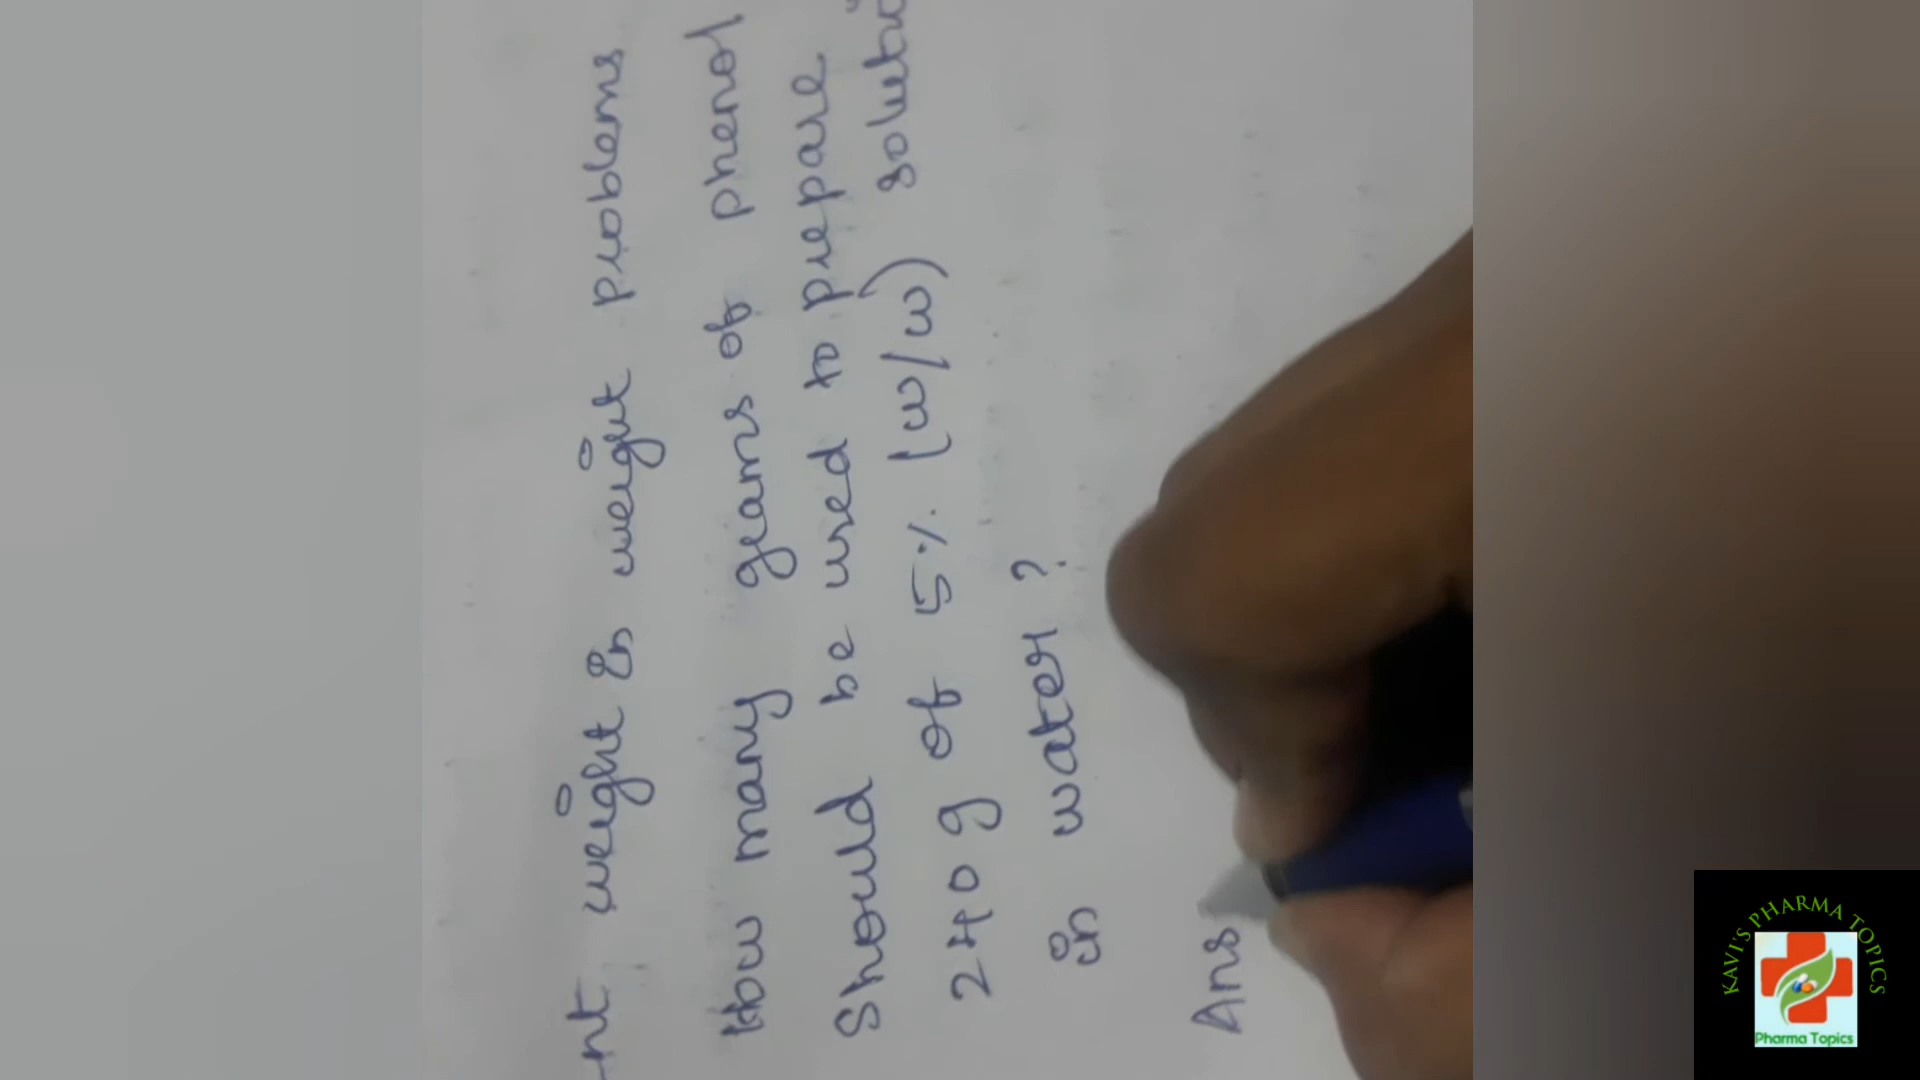 weight in weight problems
How many grams of phenol
Should be used to prepare
240 g of 5% (w/w)
in water?
Ans
KAVI'S PHARMA TOPICS
Pharma Topics